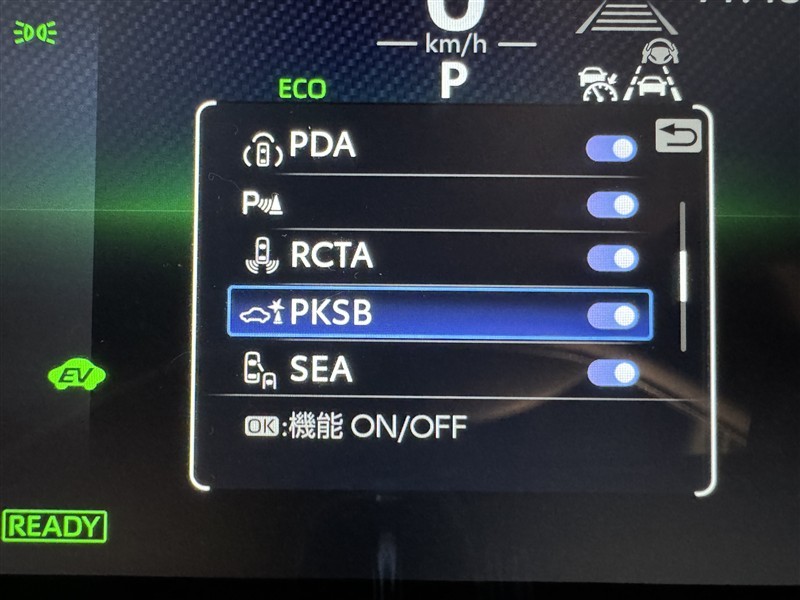 km/h
P
ECO
PDA
P
RCTA
PKSB
SEA
OK:機能 ON/OFF
EV
READY